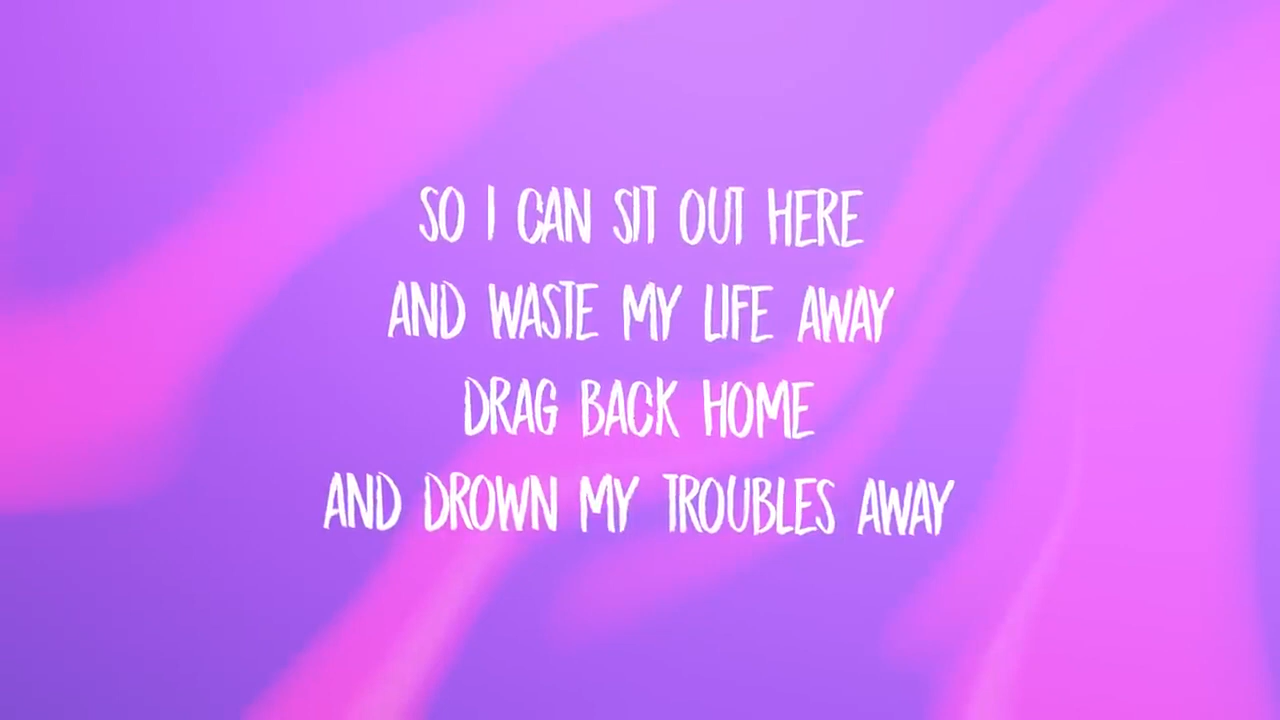 SO I CAN SIT OUT HERE
AND WASTE MY LIFE AWAY
DRAG BACK HOME
AND DROWN MY TROUBLES AWAY